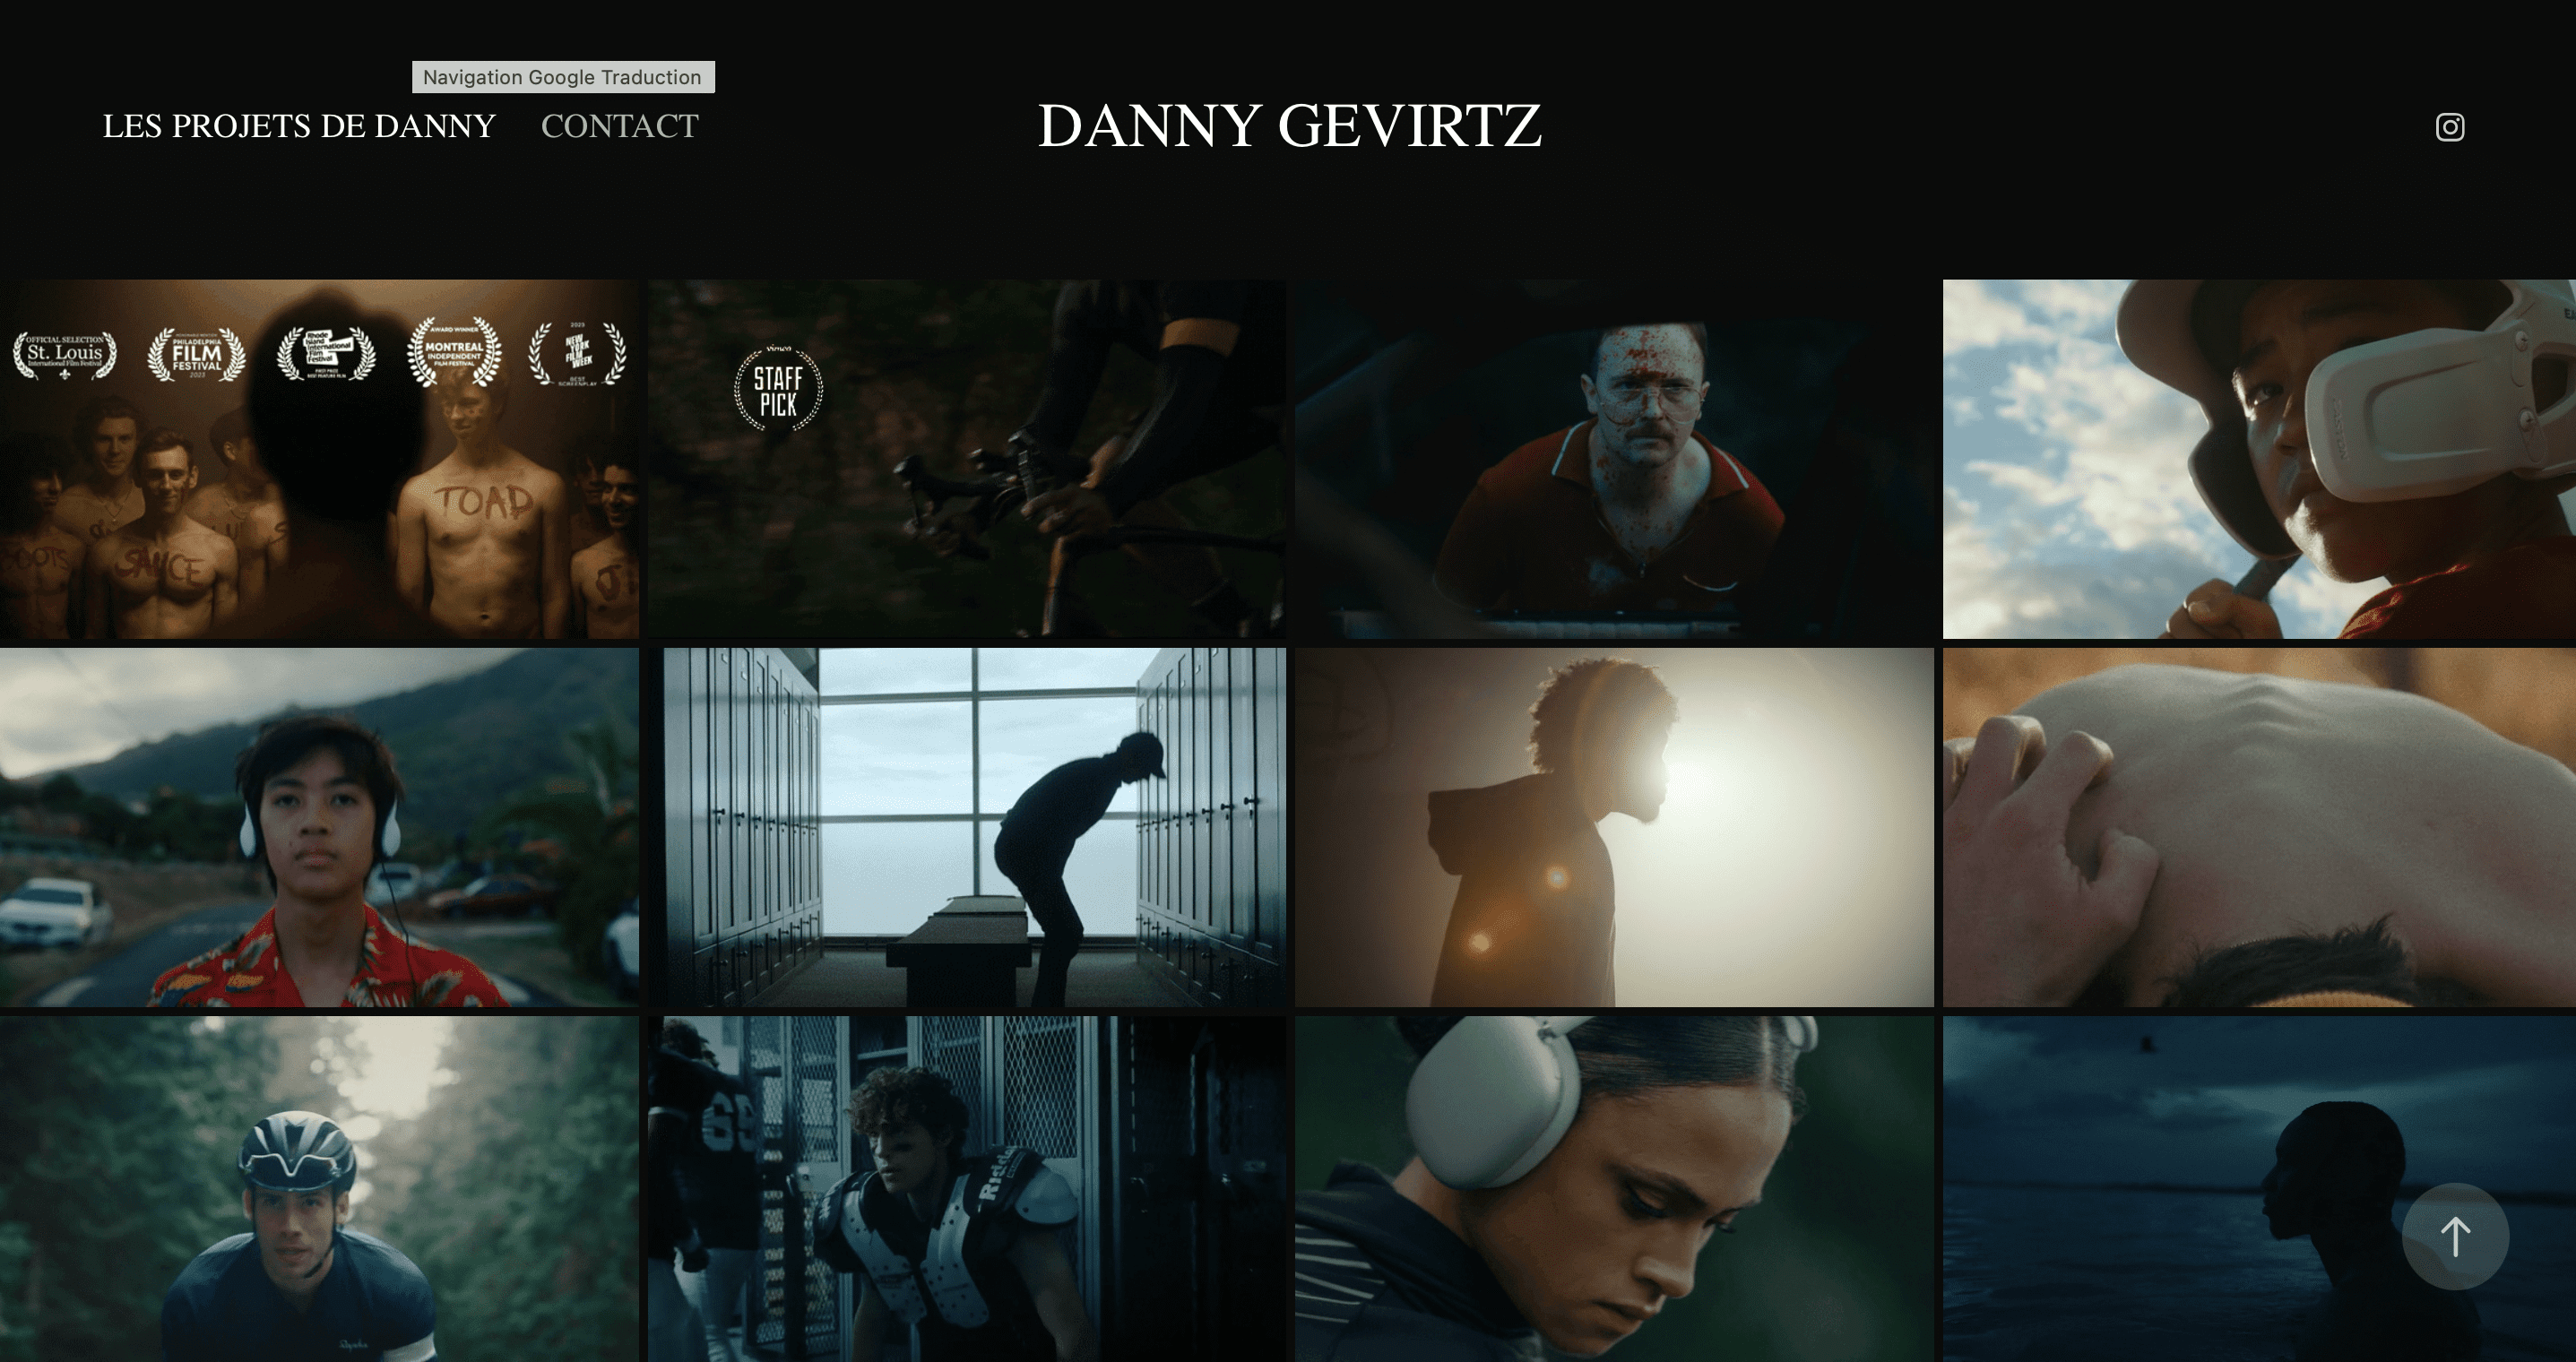 Navigation Google Traduction
LES PROJETS DE DANNY
CONTACT
DANNY GEVIRTZ
OFFICIAL SELECTION
St. Louis
International Film Festival
PHILADELPHIA
FILM
FESTIVAL
2023
Rhode
Island
International
Film
Festival
AWARD WINNER
MONTREAL
INDEPENDENT
FILM FESTIVAL
2023
NEW
YORK
FILM
WEEK
BEST
SCREENPLAY
vimeo
STAFF
PICK
TOAD
SAUCE
69
Rapha